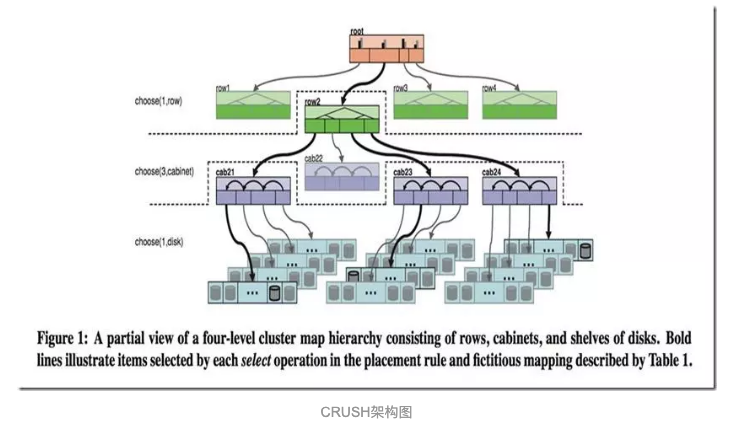 root
row1
row3
row4
choose(1,row)
row2
cab22
choose(3,cabinet)
cab21
cab23
cab24
choose(1,disk)
...
...
...
...
...
...
...
...
...
...
...
...
Figure 1: A partial view of a four-level cluster map hierarchy consisting of rows, cabinets, and shelves of disks. Bold
lines illustrate items selected by each select operation in the placement rule and fictitious mapping described by Table 1.
CRUSH架构图